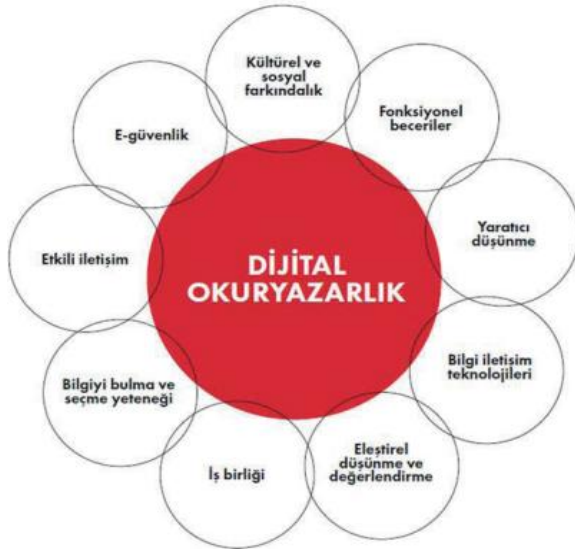 Kültürel ve
sosyal
farkındalık
Fonksiyonel
beceriler
Yaratıcı
düşünme
Bilgi iletisim
teknolojileri
Eleştirel
düşünme ve
değerlendirme
İş birliği
Bilgiyi bulma ve
seçme yeteneği
Etkili iletişim
E-güvenlik
DİJİTAL
OKURYAZARLIK